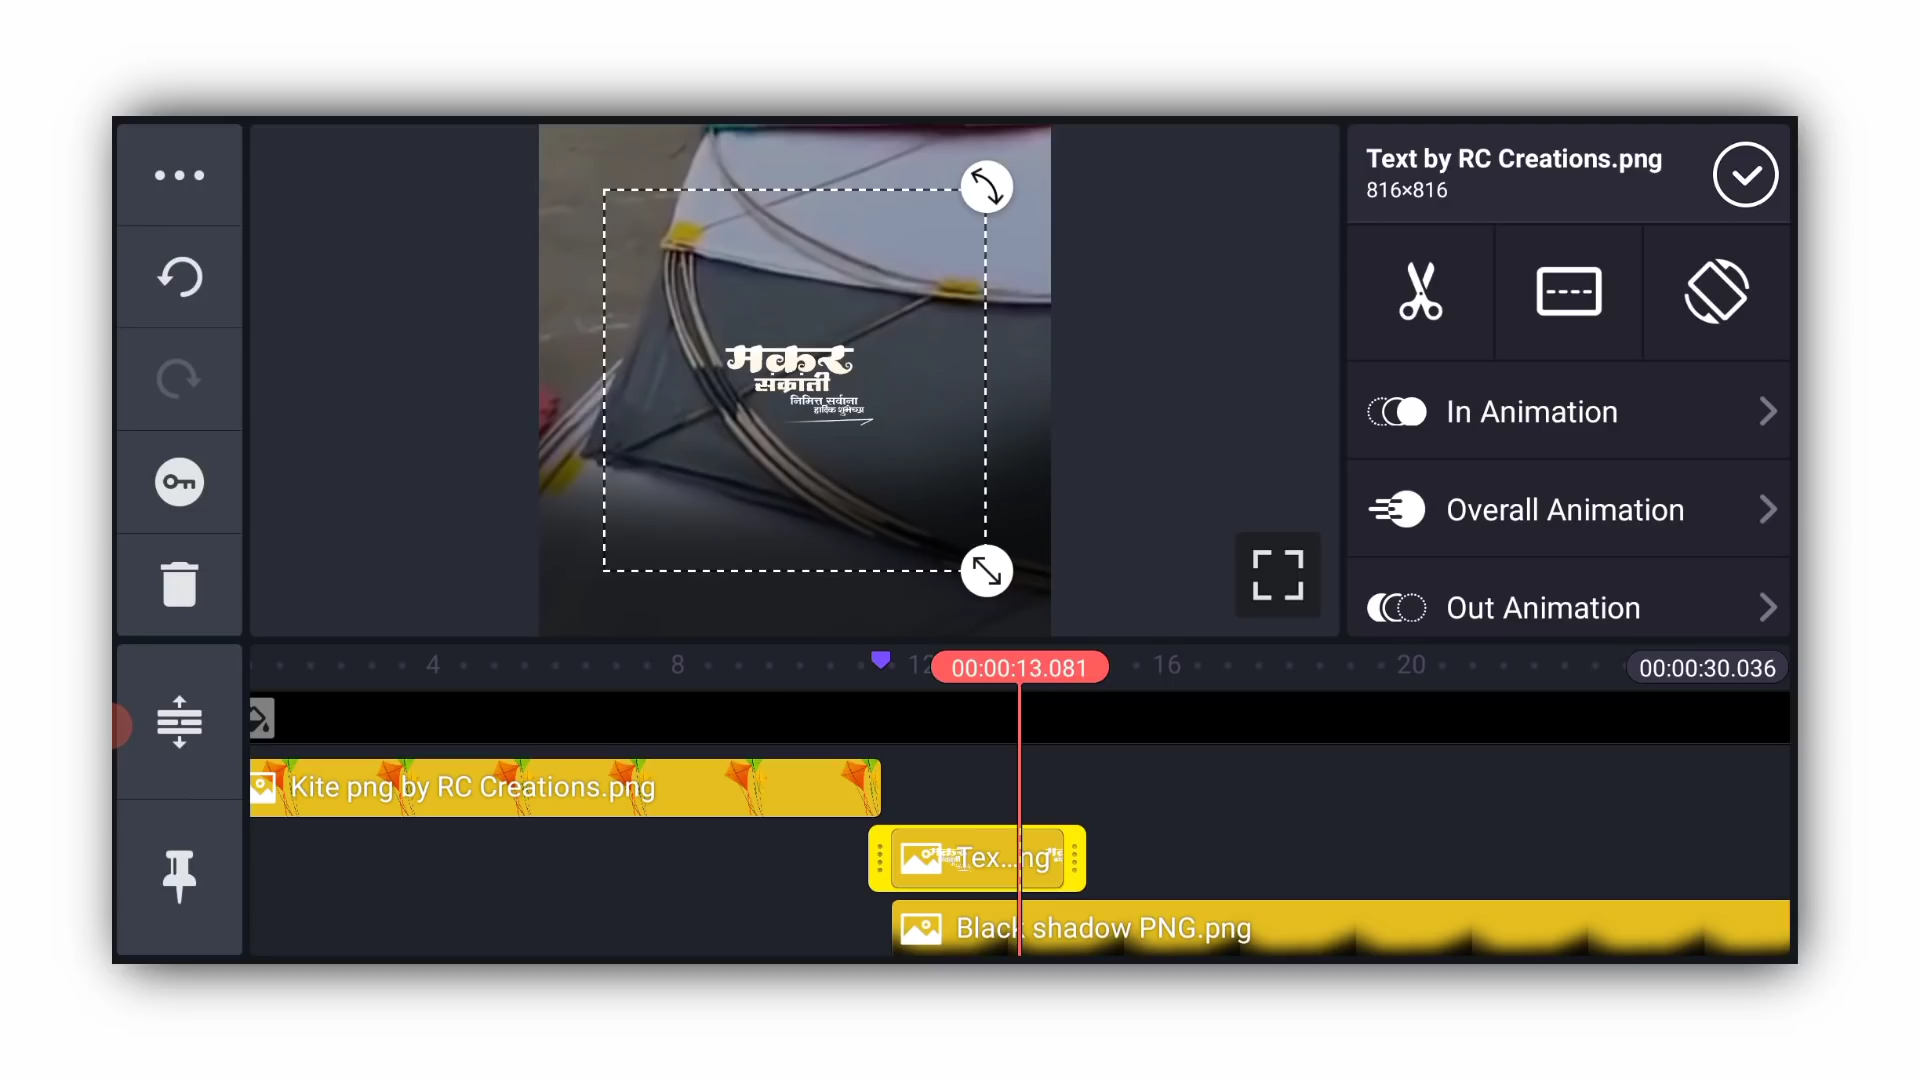 Text by RC Creations.png
816×816
मकर
संक्रांती
निमित्त सर्वांना
हार्दिक शुभेच्छा
In Animation
Overall Animation
Out Animation
4 8 12 16 20
00:00:13.081
00:00:30.036
Kite png by RC Creations.png
Tex...ng
Black shadow PNG.png